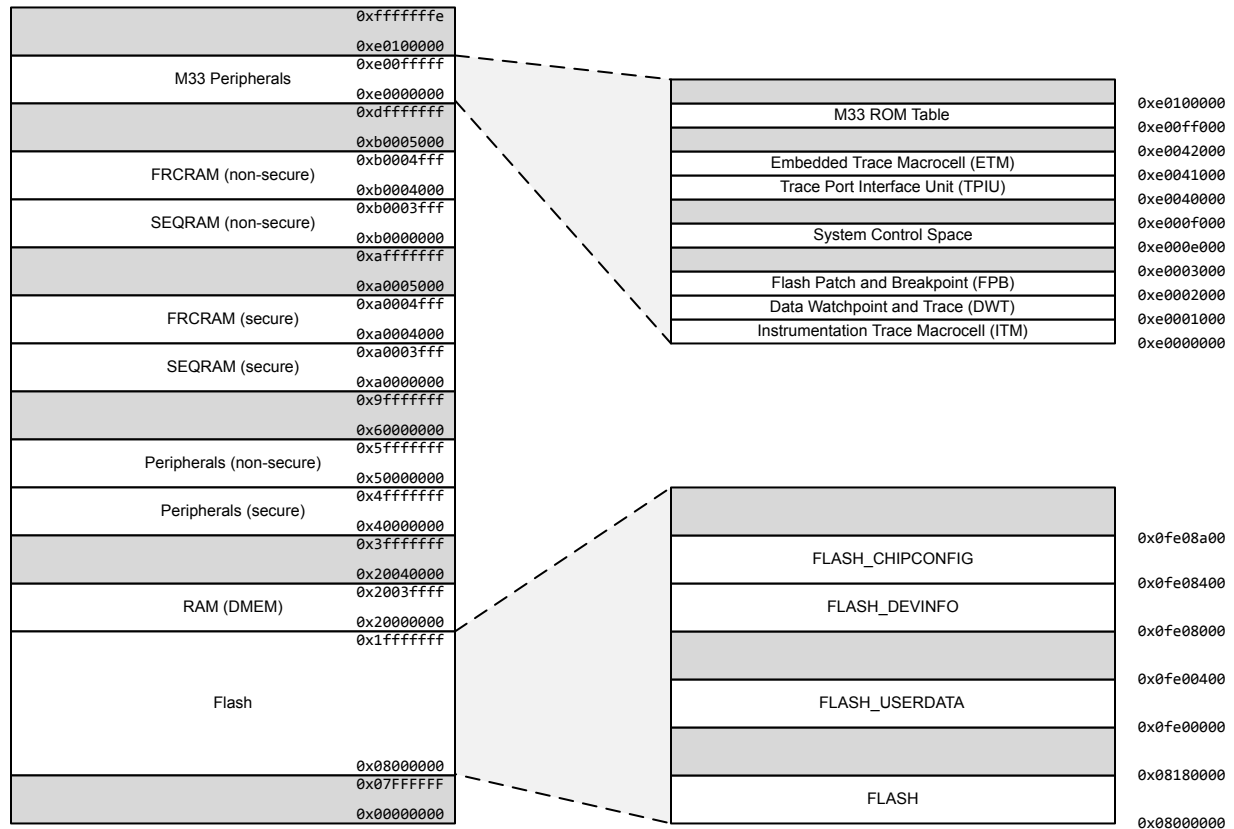 0xfffffffe
0xe0100000
0xe00fffff
M33 Peripherals
0xe0000000
0xdfffffff
0xb0005000
0xb0004fff
FRCRAM (non-secure)
0xb0004000
0xb0003fff
SEQRAM (non-secure)
0xb0000000
0xafffffff
0xa0005000
0xa0004fff
FRCRAM (secure)
0xa0004000
0xa0003fff
SEQRAM (secure)
0xa0000000
0x9fffffff
0x60000000
0x5fffffff
Peripherals (non-secure)
0x50000000
0x4fffffff
Peripherals (secure)
0x40000000
0x3fffffff
0x20040000
0x2003ffff
RAM (DMEM)
0x20000000
0x1fffffff
Flash
0x08000000
0x07FFFFFF
0x00000000
0xe0100000
M33 ROM Table
0xe00ff000
0xe0042000
Embedded Trace Macrocell (ETM)
0xe0041000
Trace Port Interface Unit (TPIU)
0xe0040000
0xe000f000
System Control Space
0xe000e000
0xe0003000
Flash Patch and Breakpoint (FPB)
0xe0002000
Data Watchpoint and Trace (DWT)
0xe0001000
Instrumentation Trace Macrocell (ITM)
0xe0000000
0x0fe08a00
FLASH_CHIPCONFIG
0x0fe08400
FLASH_DEVINFO
0x0fe08000
0x0fe00400
FLASH_USERDATA
0x0fe00000
0x08180000
FLASH
0x08000000